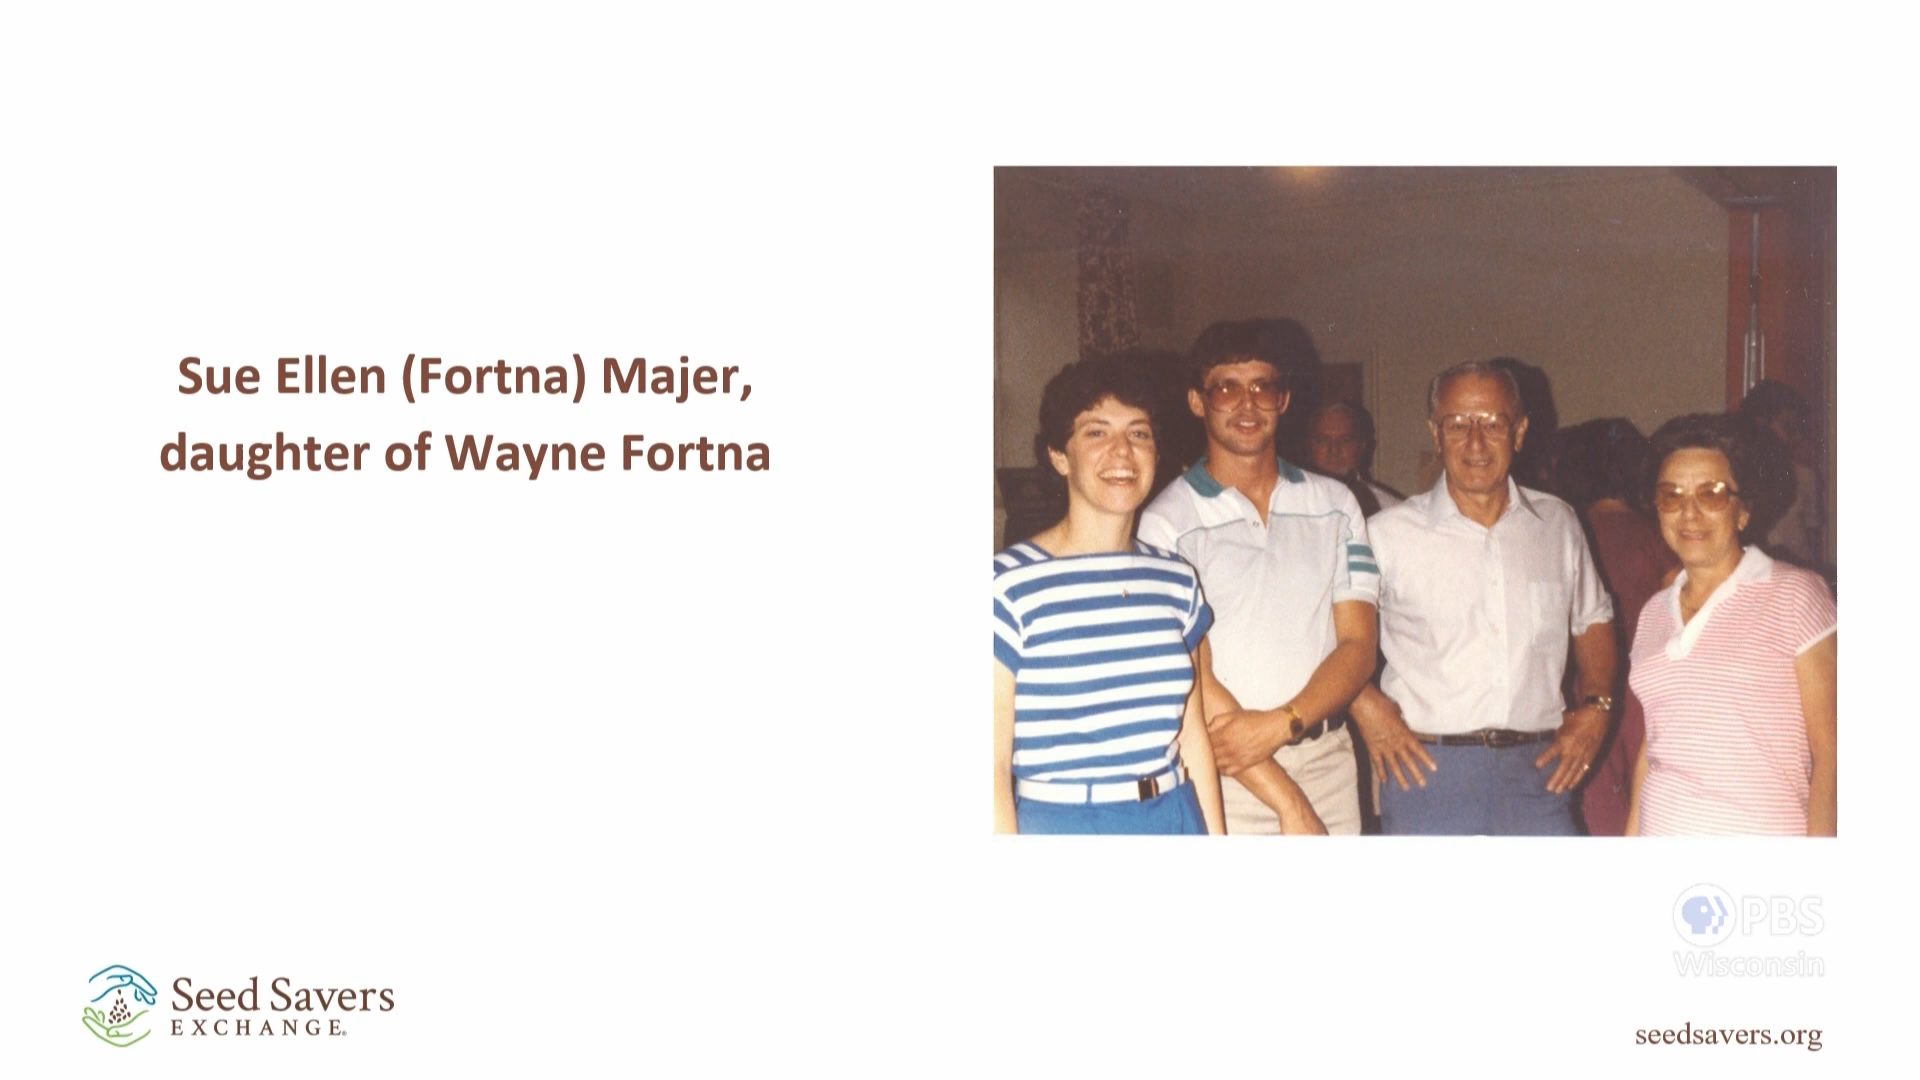 Sue Ellen (Fortna) Majer,
daughter of Wayne Fortna
PBS
Wisconsin
Seed Savers
EXCHANGE.
seedsavers.org